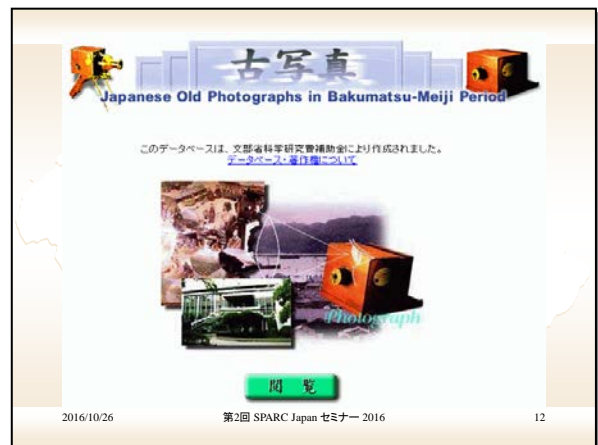 古写真
Japanese Old Photographs in Bakumatsu-Meiji Period
このデータベースは、文部省科学研究費補助金により作成されました。
データベース・著作権について
Photograph
閲覧
2016/10/26
第2回 SPARC Japan セミナー 2016
12